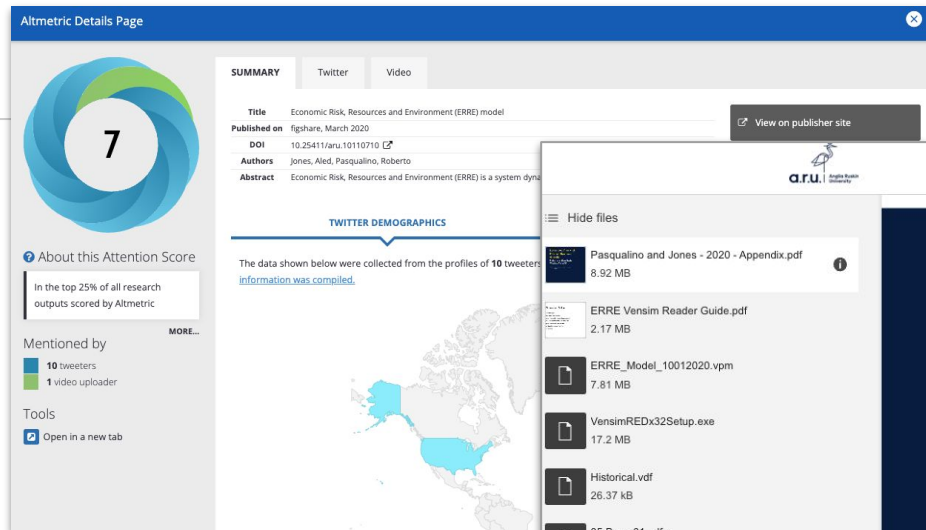 Altmetric Details Page
7
SUMMARY Twitter Video
Title Economic Risk, Resources and Environment (ERRE) model
Published on figshare, March 2020
DOI 10.25411/aru.10110710
Authors Jones, Aled, Pasqualino, Roberto
Abstract Economic Risk, Resources and Environment (ERRE) is a system dyna
View on publisher site
TWITTER DEMOGRAPHICS
The data shown below were collected from the profiles of 10 tweeters
information was compiled.
About this Attention Score
In the top 25% of all research
outputs scored by Altmetric
MORE...
Mentioned by
10 tweeters
1 video uploader
Tools
Open in a new tab
a.r.u. Anglia Ruskin
University
Hide files
Pasqualino and Jones - 2020 - Appendix.pdf
8.92 MB
ERRE Vensim Reader Guide.pdf
2.17 MB
ERRE_Model_10012020.vpm
7.81 MB
VensimREDx32Setup.exe
17.2 MB
Historical.vdf
26.37 kB